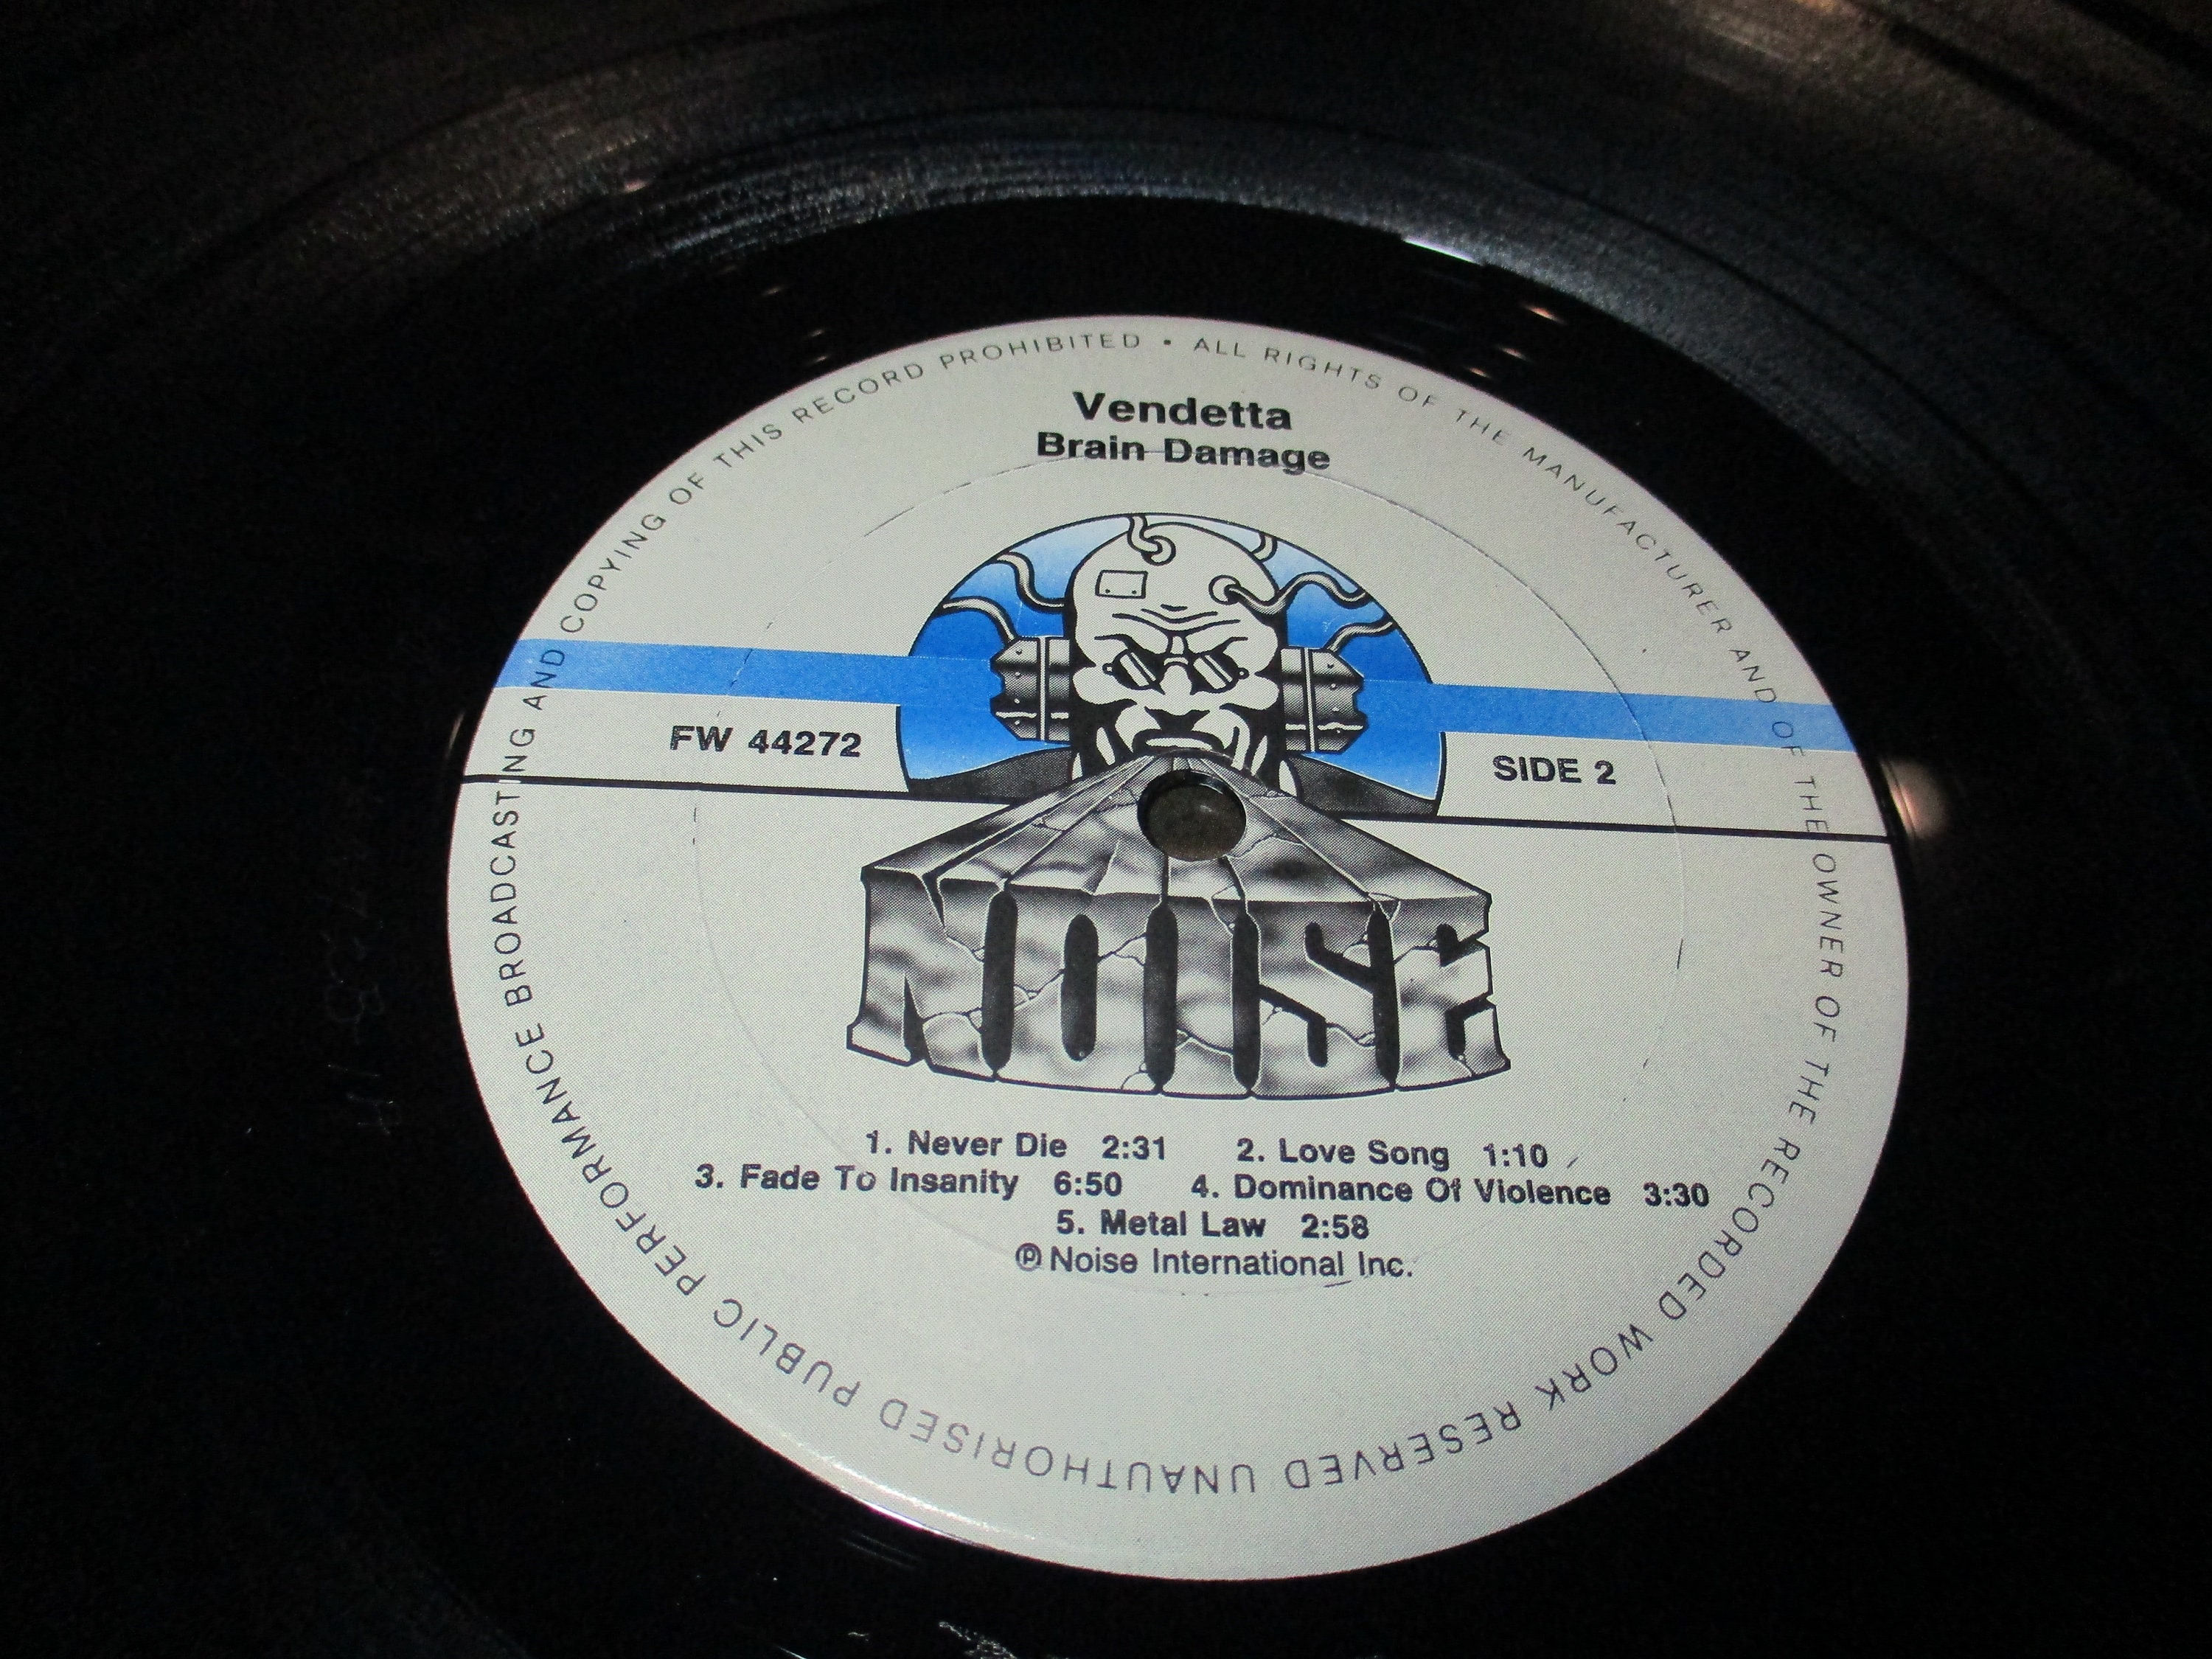 Vendetta
Brain Damage
FW 44272
SIDE 2
NOISE
1. Never Die 2:31 2. Love Song 1:10
3. Fade To Insanity 6:50 4. Dominance Of Violence 3:30
5. Metal Law 2:58
℗ Noise International Inc.
• ALL RIGHTS OF THE MANUFACTURER AND OF THE OWNER OF THE RECORDED WORK RESERVED UNAUTHORISED PUBLIC PERFORMANCE BROADCASTING AND COPYING OF THIS RECORD PROHIBITED